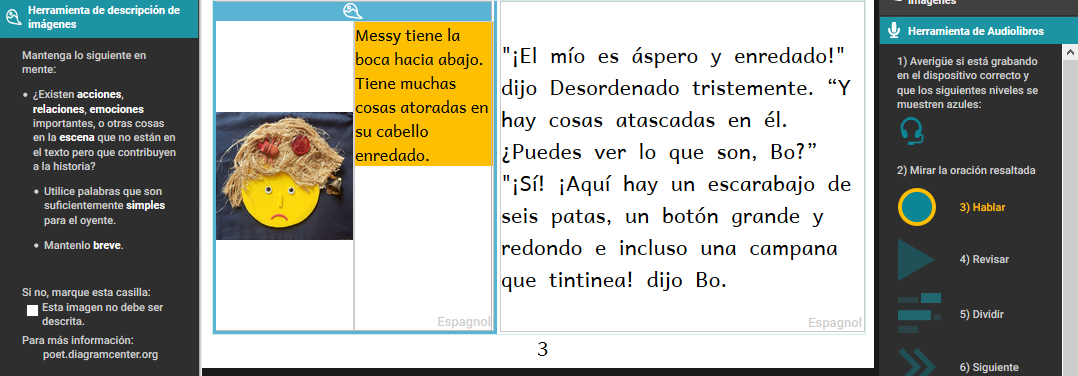 Herramienta de descripción de
imágenes
Mantenga lo siguiente en
mente:
• ¿Existen acciones,
relaciones, emociones
importantes, o otras cosas
en la escena que no están en
el texto pero que contribuyen
a la historia?
• Utilice palabras que son
suficientemente simples
para el oyente.
• Mantenlo breve.
Si no, marque esta casilla:
Esta imagen no debe ser
descrita.
Para más información:
poet.diagramcenter.org
Messy tiene la
boca hacia abajo.
Tiene muchas
cosas atoradas en
su cabello
enredado.
Espagnol
"¡El mío es áspero y enredado!"
dijo Desordenado tristemente. “Y
hay cosas atascadas en él.
¿Puedes ver lo que son, Bo?”
"¡Sí! ¡Aquí hay un escarabajo de
seis patas, un botón grande y
redondo e incluso una campana
que tintinea! dijo Bo.
Espagnol
3
imágenes
Herramienta de Audiolibros
1) Averigüe si está grabando
en el dispositivo correcto y
que los siguientes niveles se
muestren azules:
2) Mirar la oración resaltada
3) Hablar
4) Revisar
5) Dividir
6) Siguiente